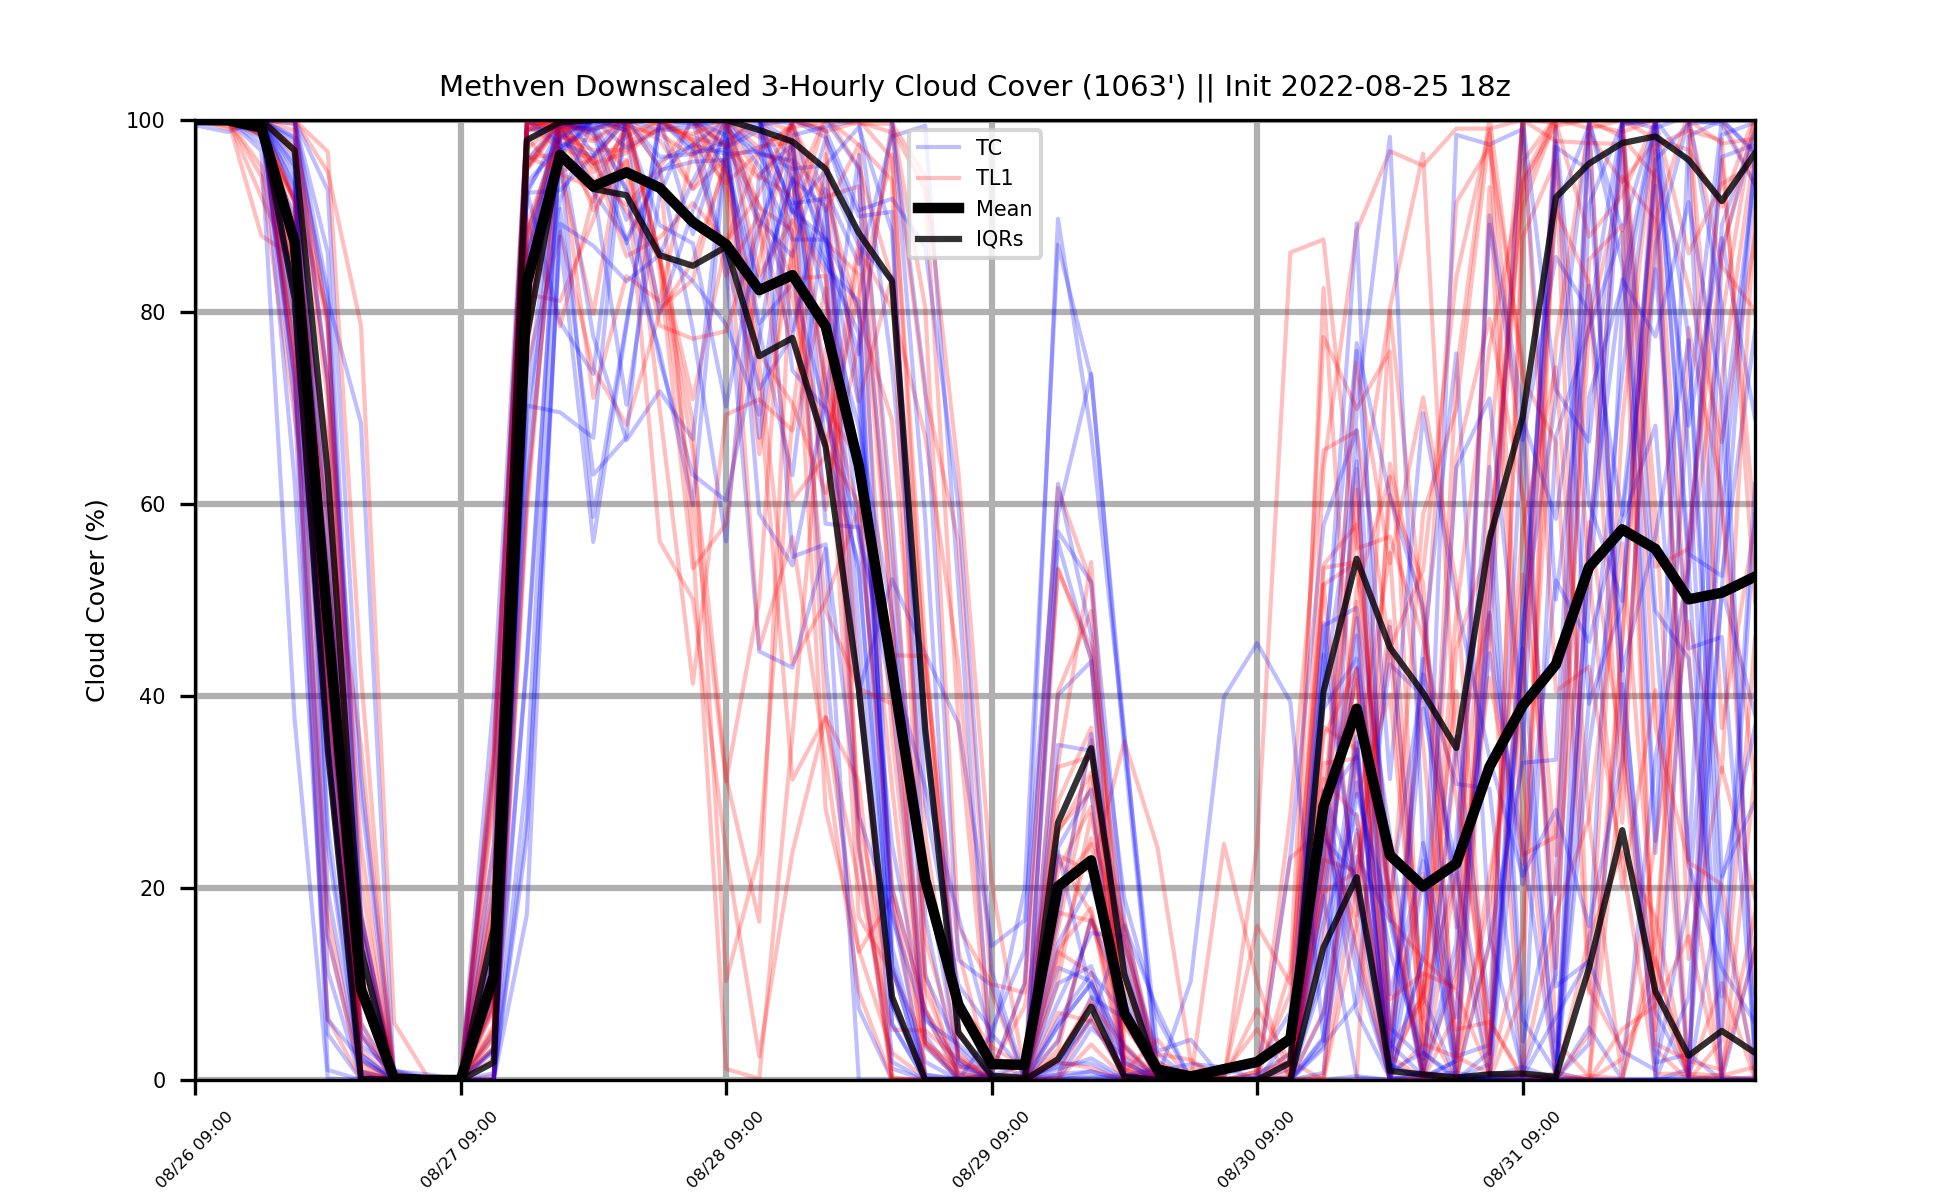 Methven Downscaled 3-Hourly Cloud Cover (1063') || Init 2022-08-25 18z
TC
TL1
Mean
IQRs
Cloud Cover (%)
100
80
60
40
20
0
08/26 09:00
08/27 09:00
08/28 09:00
08/29 09:00
08/30 09:00
08/31 09:00